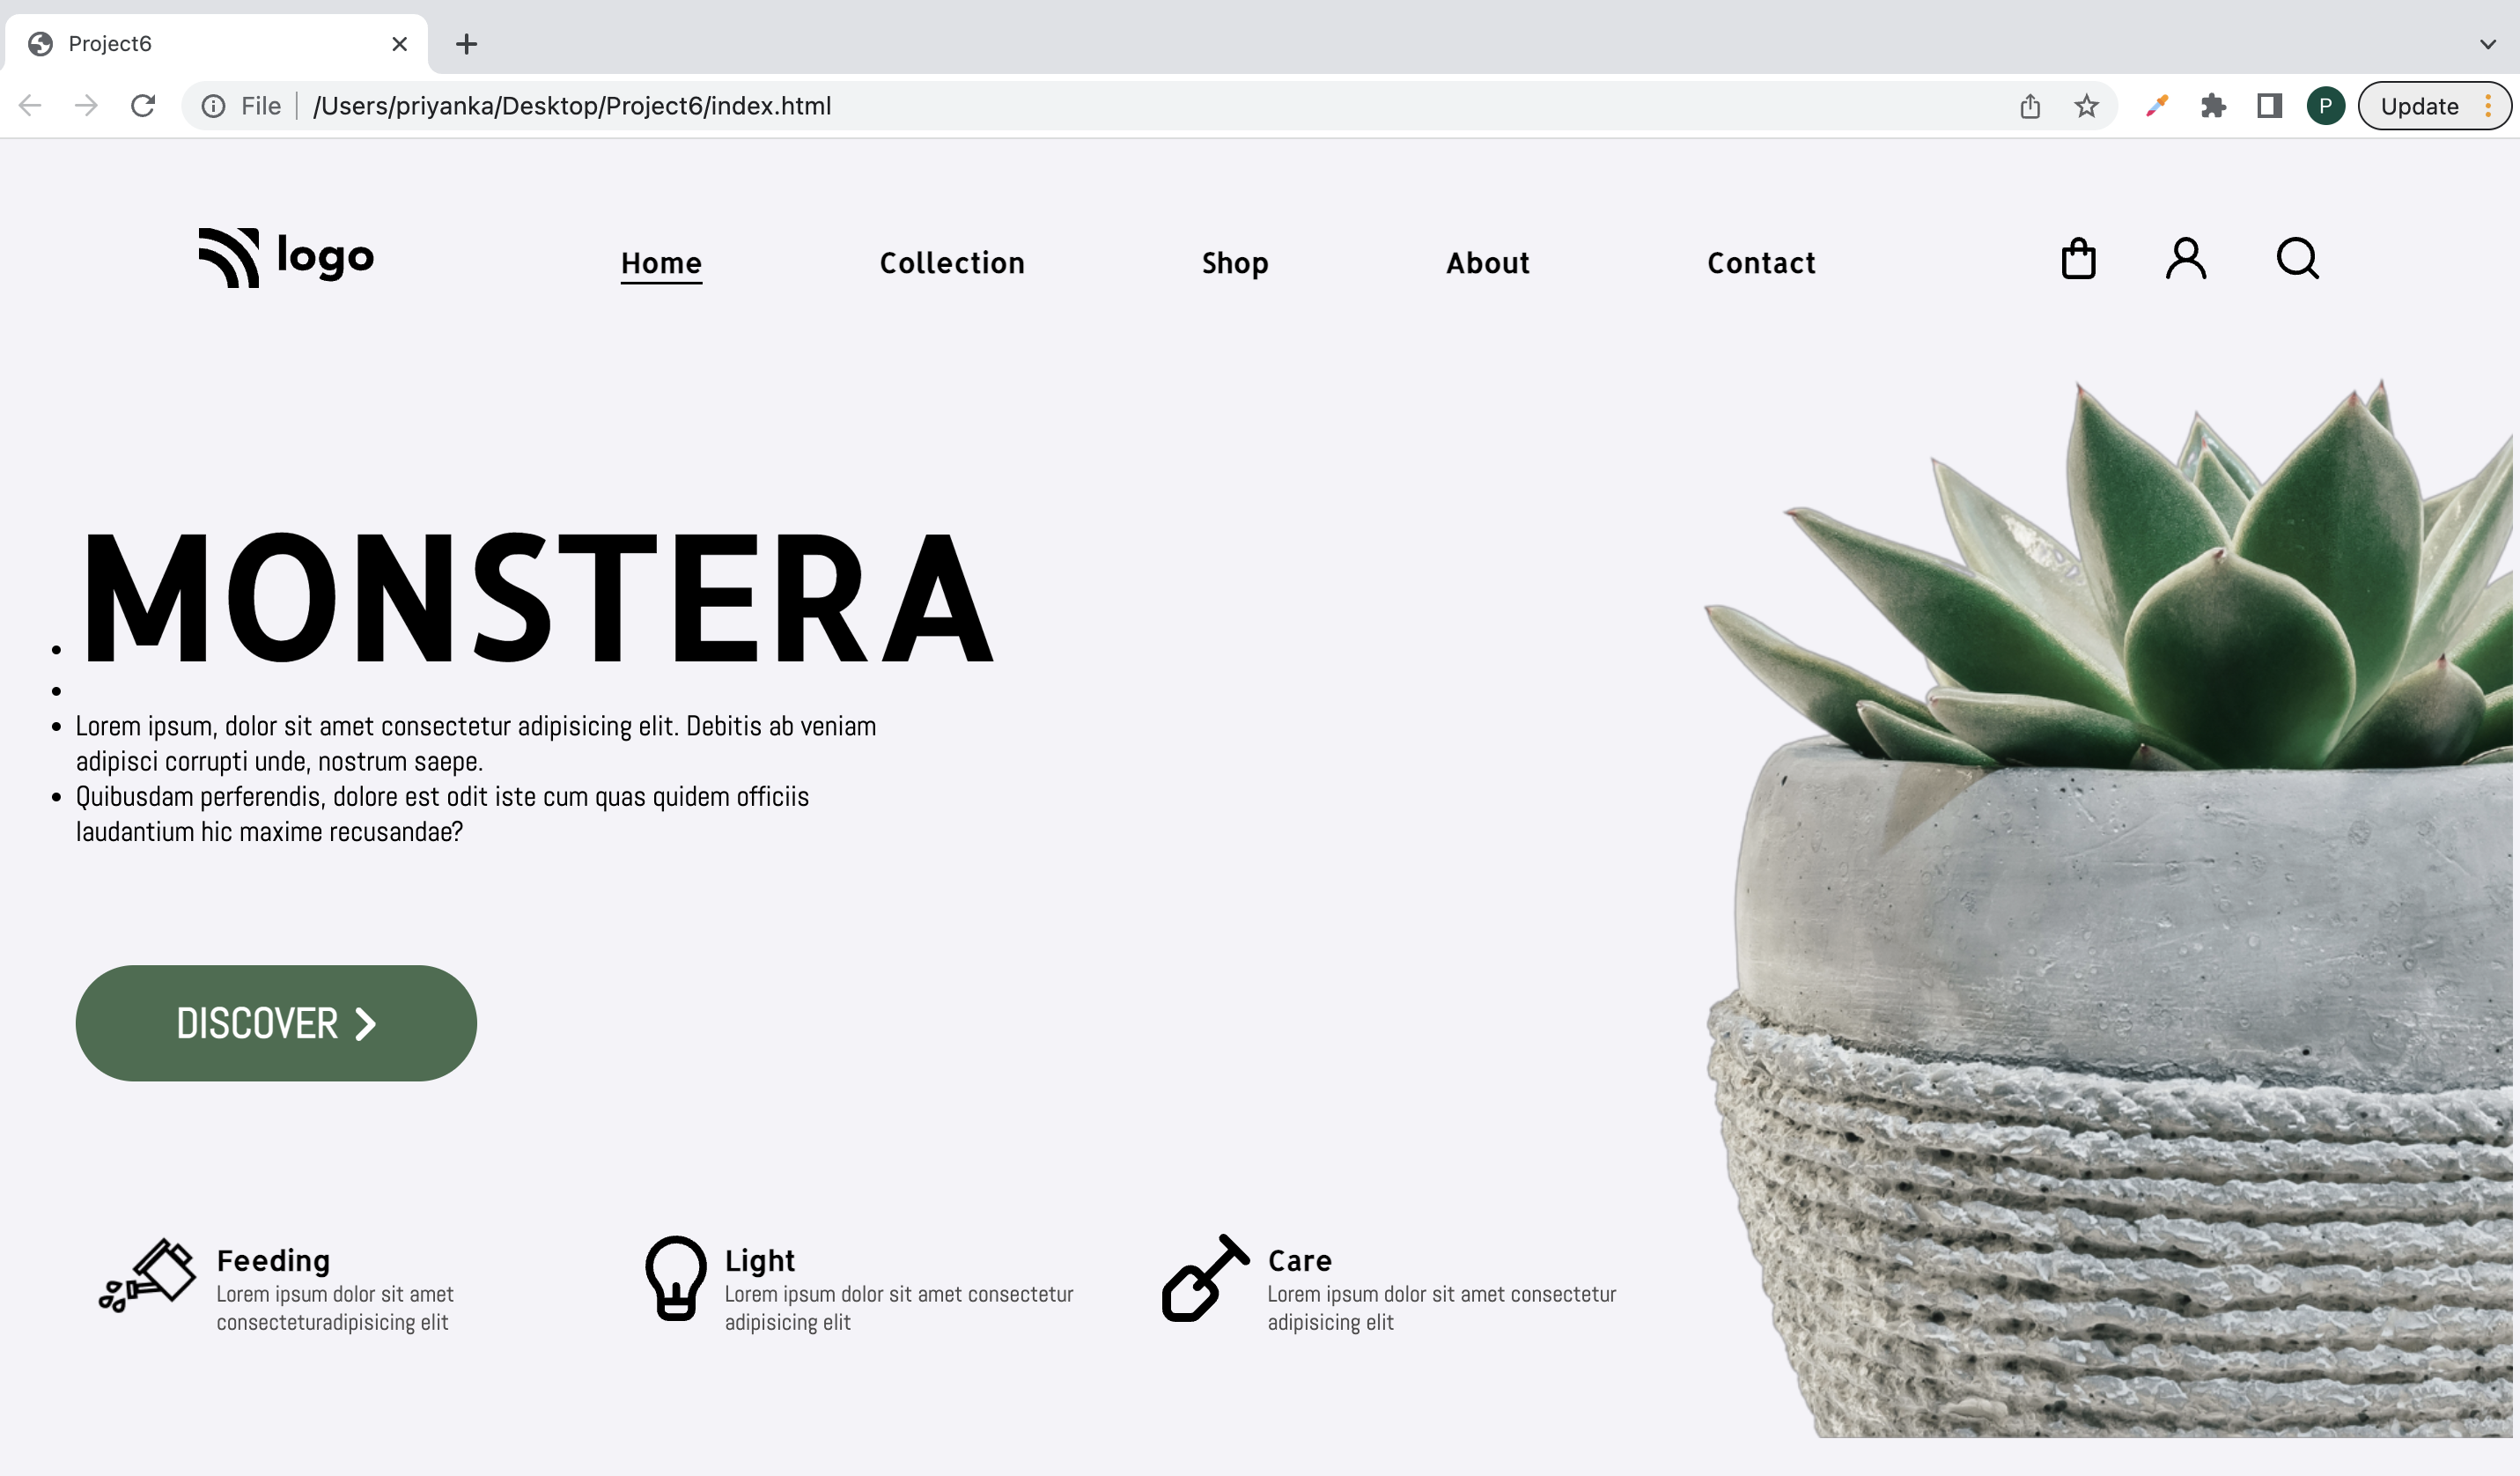 Project6
File /Users/priyanka/Desktop/Project6/index.html
P
Update
logo
Home
Collection
Shop
About
Contact
MONSTERA
Lorem ipsum, dolor sit amet consectetur adipisicing elit. Debitis ab veniam
adipisci corrupti unde, nostrum saepe.
Quibusdam perferendis, dolore est odit iste cum quas quidem officiis
laudantium hic maxime recusandae?
DISCOVER
Feeding
Lorem ipsum dolor sit amet
consecteturadipisicing elit
Light
Lorem ipsum dolor sit amet consectetur
adipisicing elit
Care
Lorem ipsum dolor sit amet consectetur
adipisicing elit